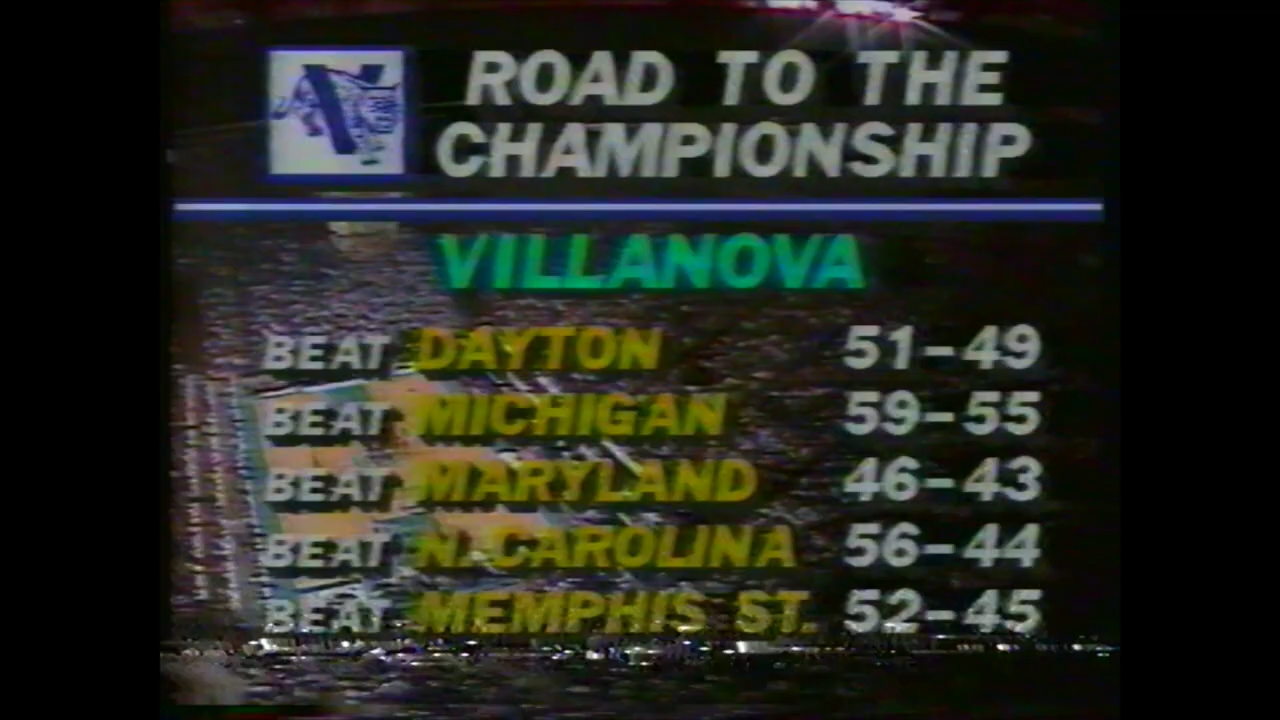 ROAD TO THE
CHAMPIONSHIP
VILLANOVA
BEAT DAYTON 51-49
BEAT MICHIGAN 59-55
BEAT MARYLAND 46-43
BEAT N. CAROLINA 56-44
BEAT MEMPHIS ST. 52-45